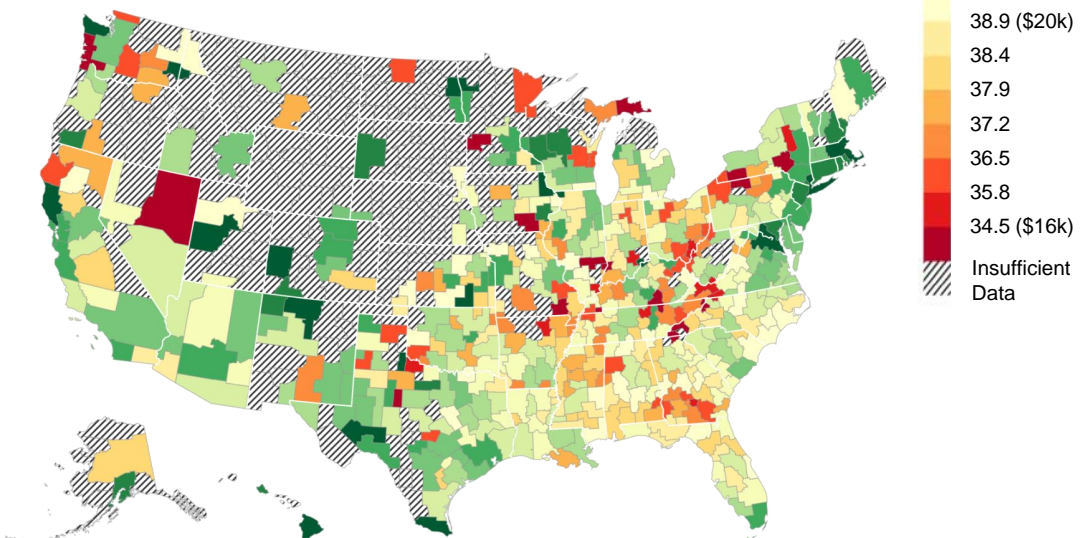 38.9 ($20k)
38.4
37.9
37.2
36.5
35.8
34.5 ($16k)
Insufficient
Data